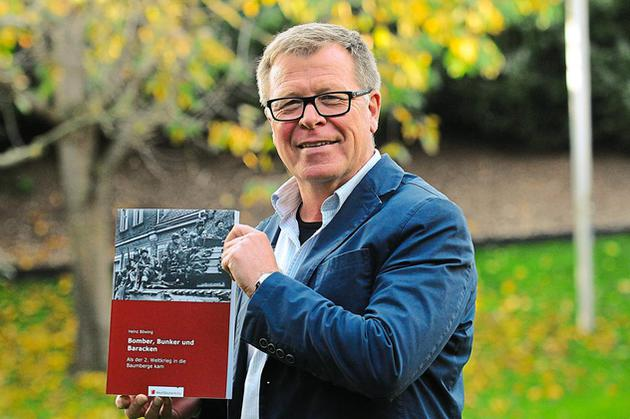 Heinz Böwing
Bomber, Bunker und
Baracken
Als der 2. Weltkrieg in die
Baumberge kam